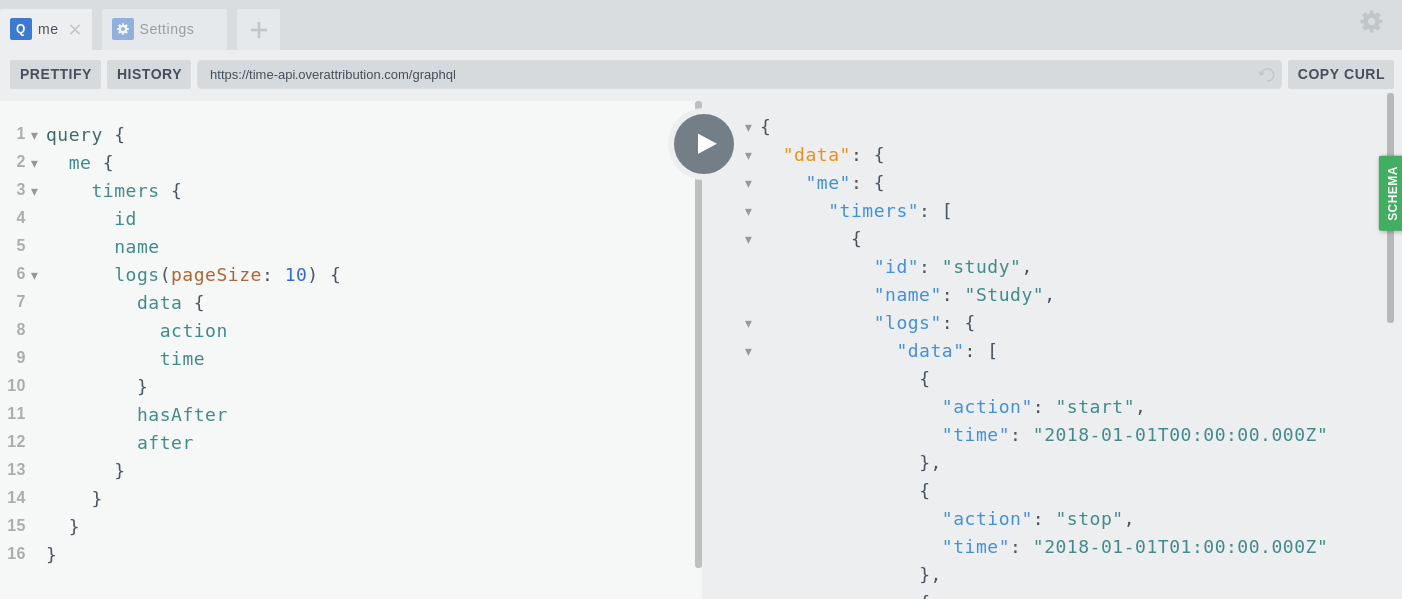 Q me Settings
PRETTIFY HISTORY https://time-api.overattribution.com/graphql COPY CURL
1 query {
2 me {
3 timers {
4 id
5 name
6 logs(pageSize: 10) {
7 data {
8 action
9 time
10 }
11 hasAfter
12 after
13 }
14 }
15 }
16 }
{
"data": {
"me": {
"timers": [
{
"id": "study",
"name": "Study",
"logs": {
"data": [
{
"action": "start",
"time": "2018-01-01T00:00:00.000Z"
},
{
"action": "stop",
"time": "2018-01-01T01:00:00.000Z"
},
{
SCHEMA